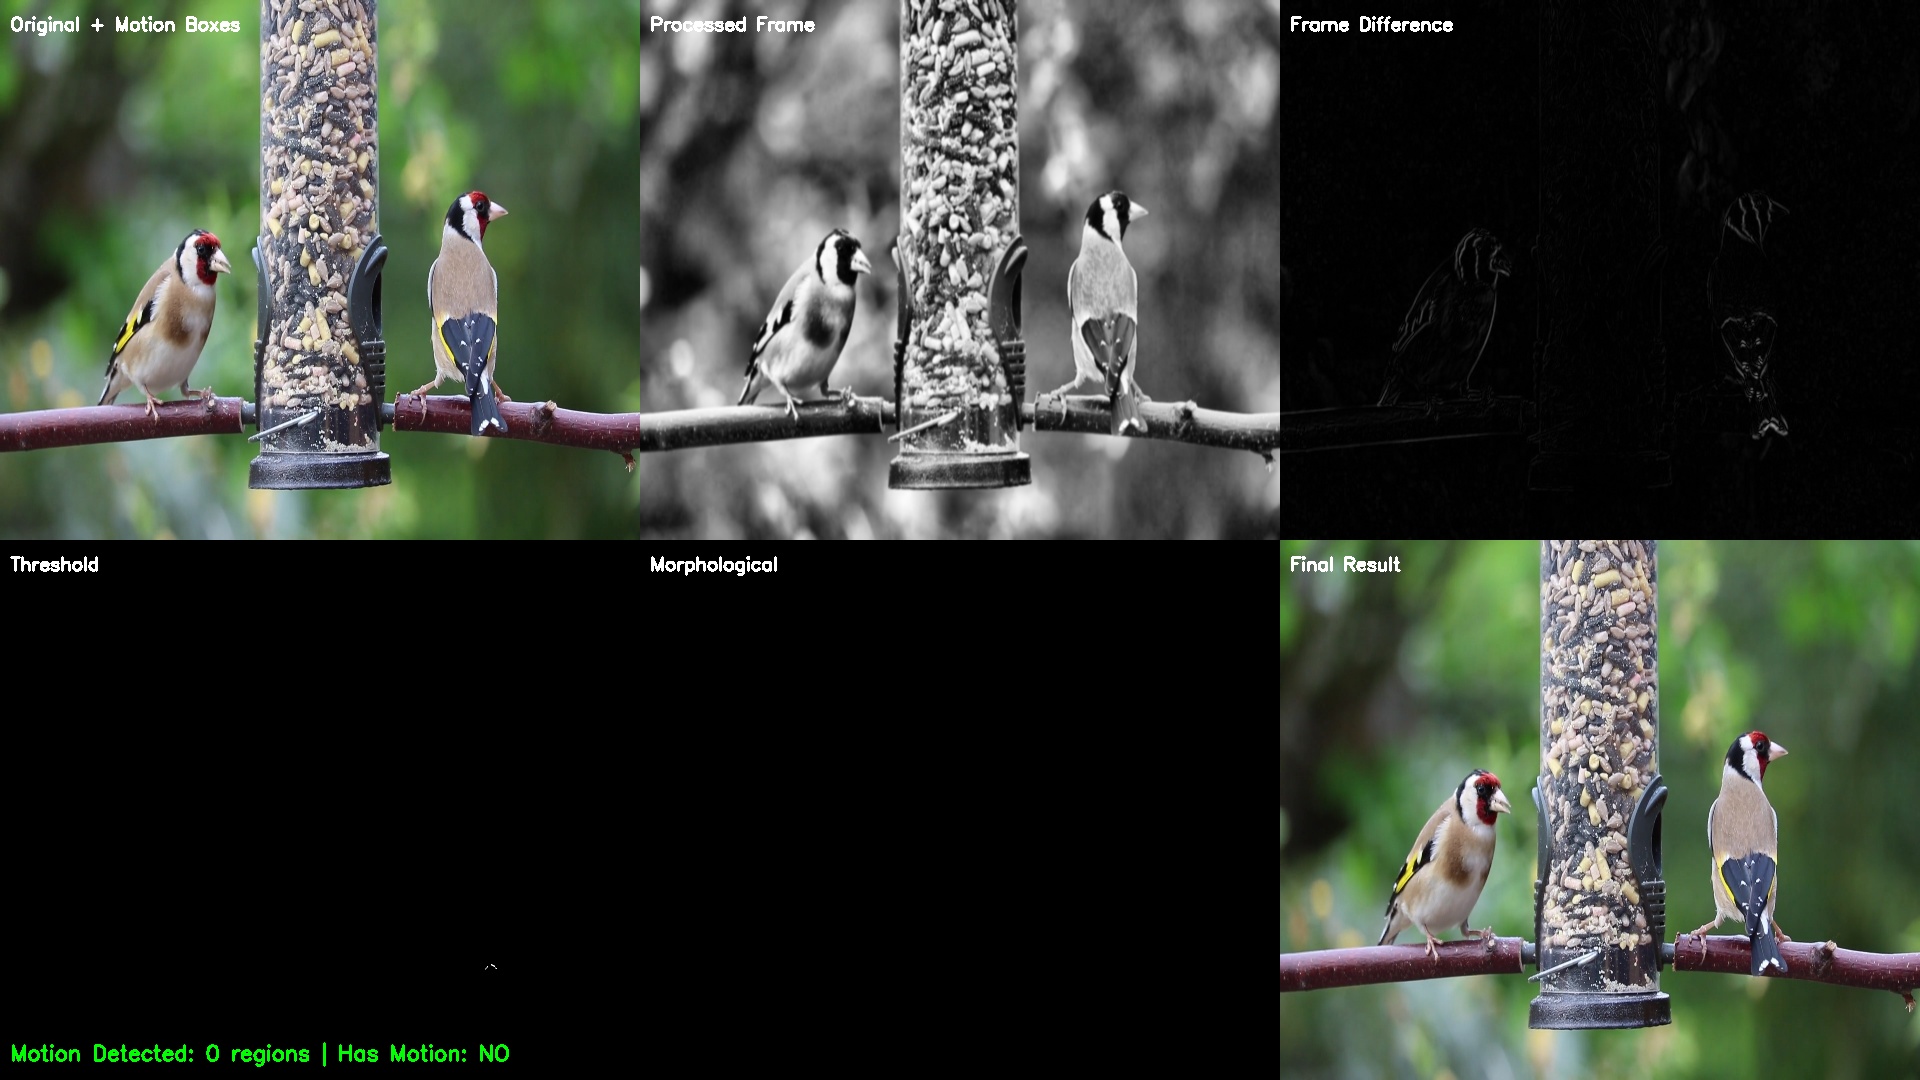 Original + Motion Boxes
Processed Frame
Frame Difference
Threshold
Morphological
Final Result
Motion Detected: 0 regions | Has Motion: NO